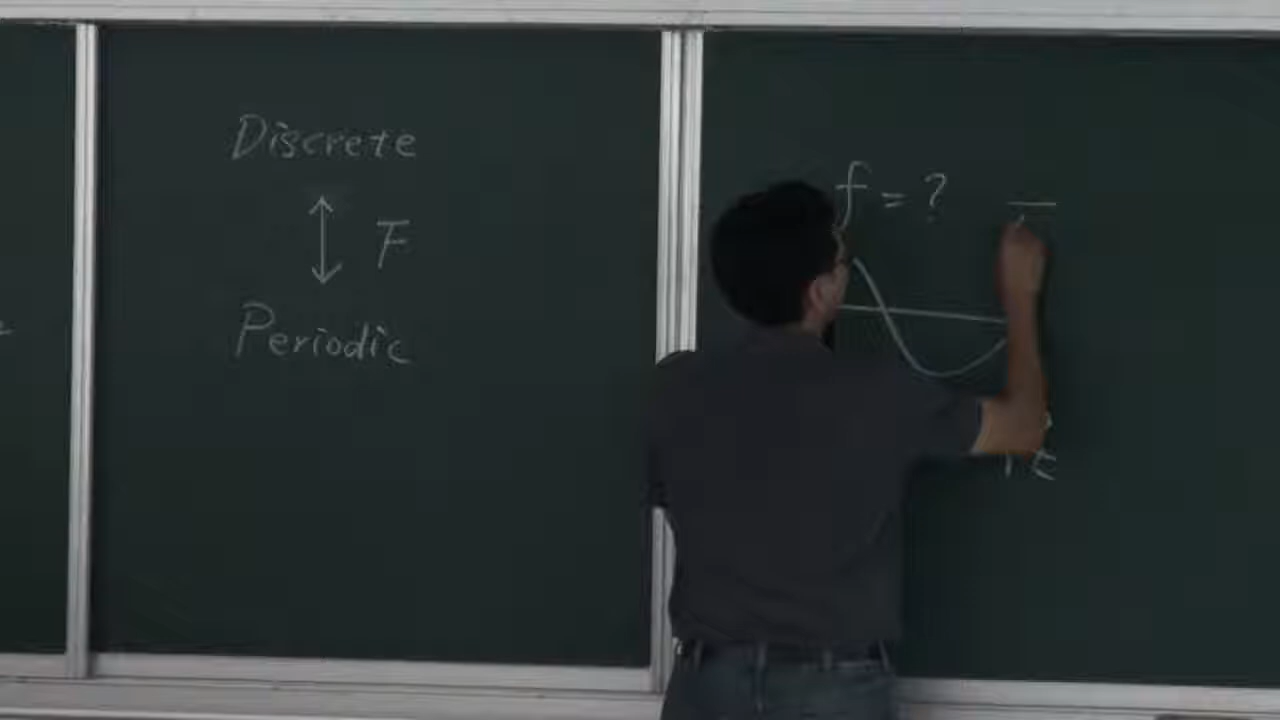 Discrete
F
Periodic
f = ?